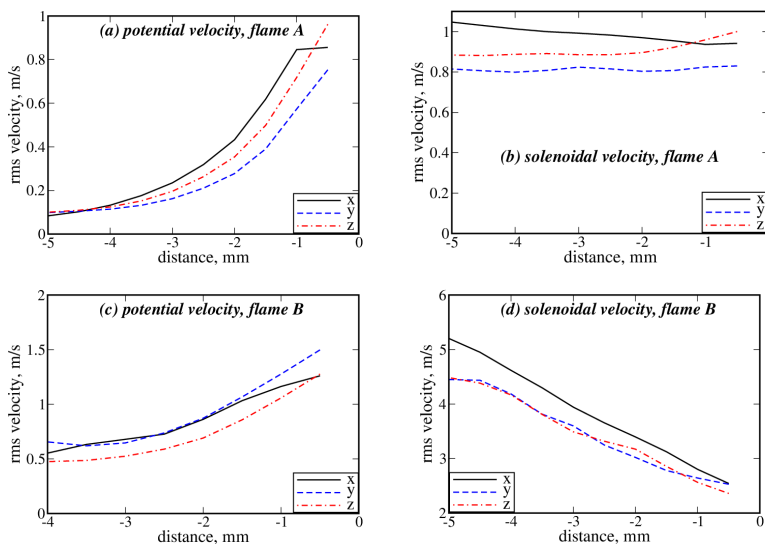 (a) potential velocity, flame A
rms velocity, m/s
1
0.8
0.6
0.4
0.2
0
-5 -4 -3 -2 -1 0
distance, mm
x
y
z
(b) solenoidal velocity, flame A
rms velocity, m/s
1
0.8
0.6
0.4
0.2
0
-5 -4 -3 -2 -1 0
distance, mm
x
y
z
(c) potential velocity, flame B
rms velocity, m/s
2
1.5
1
0.5
0
-4 -3 -2 -1 0
distance, mm
x
y
z
(d) solenoidal velocity, flame B
rms velocity, m/s
6
5
4
3
2
-5 -4 -3 -2 -1 0
distance, mm
x
y
z